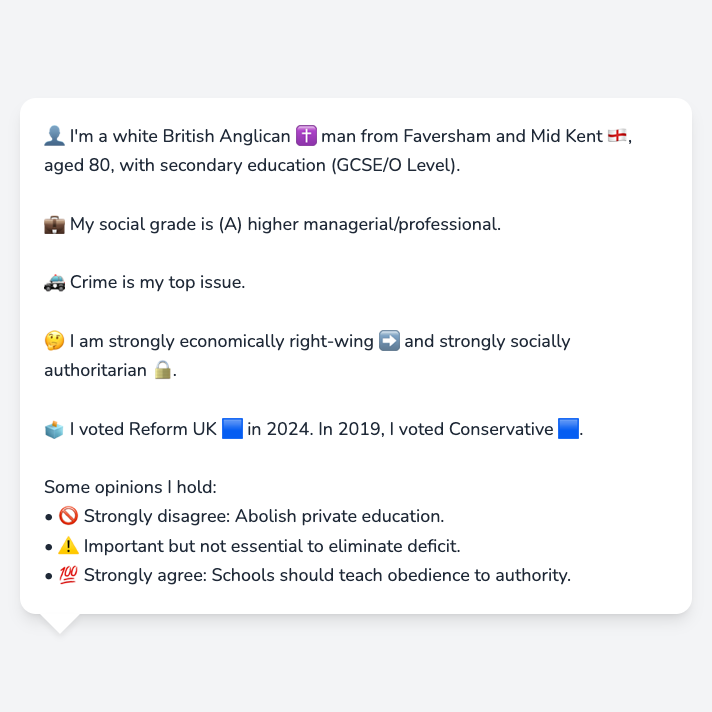 👤 I'm a white British Anglican ✝️ man from Faversham and Mid Kent 🏴󠁧󠁢󠁥󠁮󠁧󠁿,
aged 80, with secondary education (GCSE/O Level).
💼 My social grade is (A) higher managerial/professional.
🚓 Crime is my top issue.
🤔 I am strongly economically right-wing ➡️ and strongly socially
authoritarian 🔒.
🗳️ I voted Reform UK 🟦 in 2024. In 2019, I voted Conservative 🟦.
Some opinions I hold:
• 🚫 Strongly disagree: Abolish private education.
• ⚠️ Important but not essential to eliminate deficit.
• 💯 Strongly agree: Schools should teach obedience to authority.